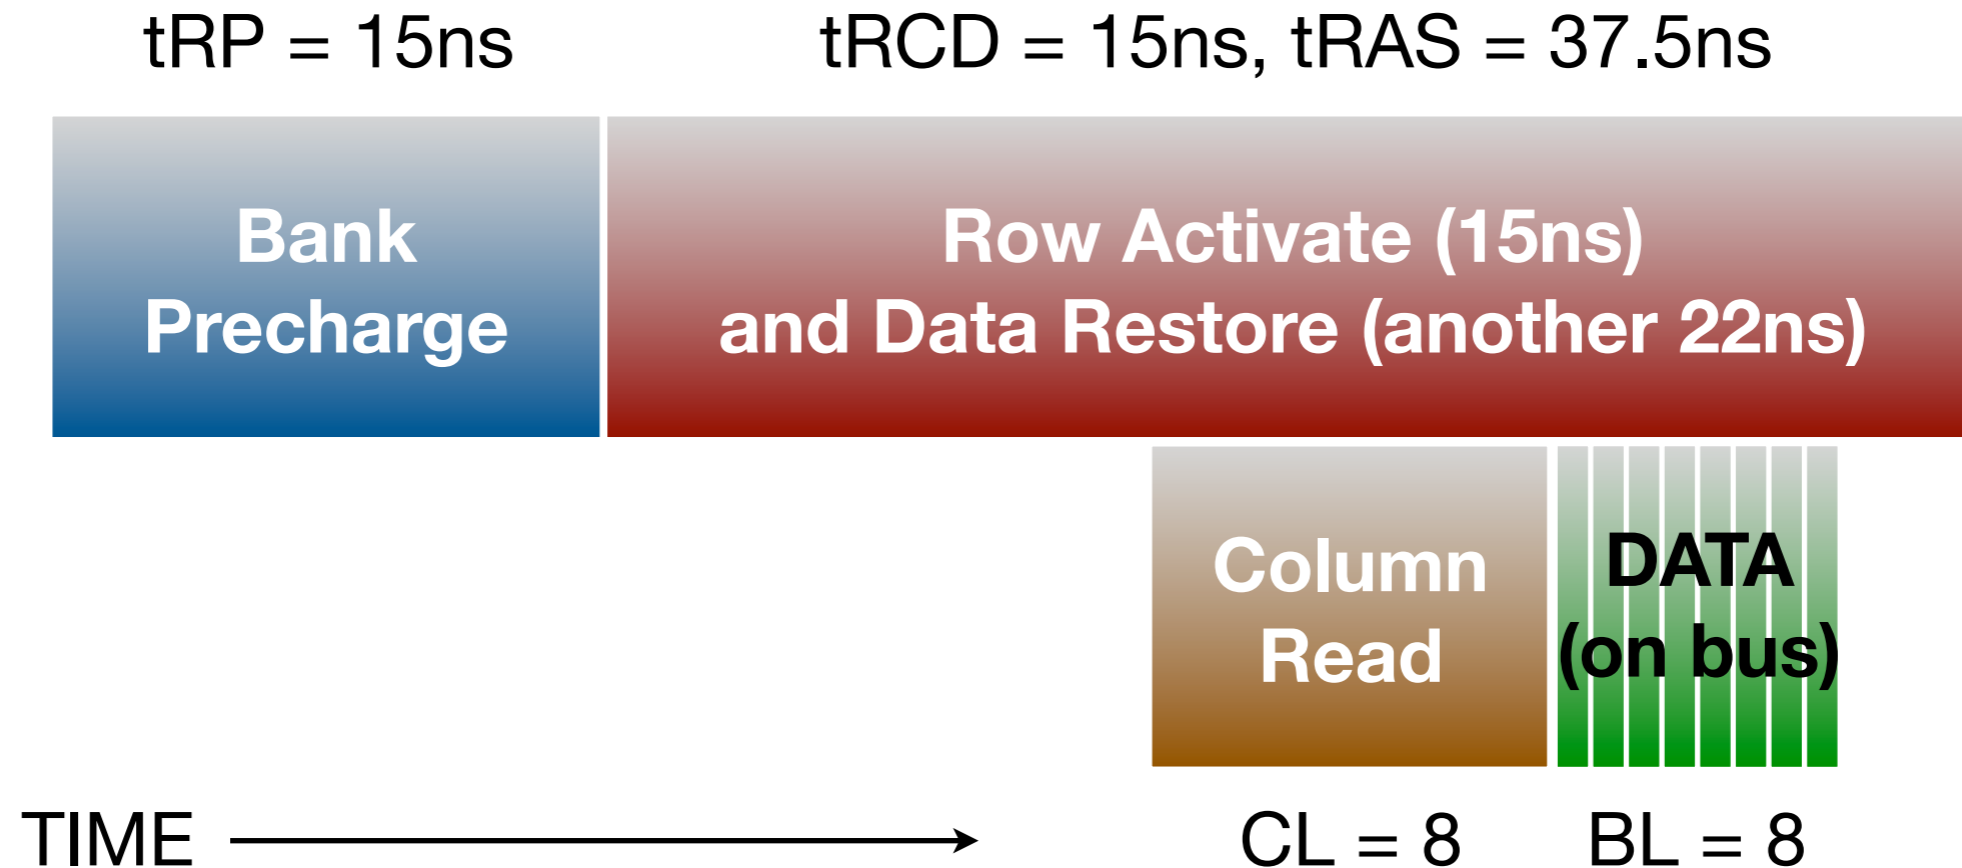 tRP = 15ns
tRCD = 15ns, tRAS = 37.5ns
Bank
Precharge
Row Activate (15ns)
and Data Restore (another 22ns)
Column
Read
DATA
(on bus)
TIME
CL = 8
BL = 8